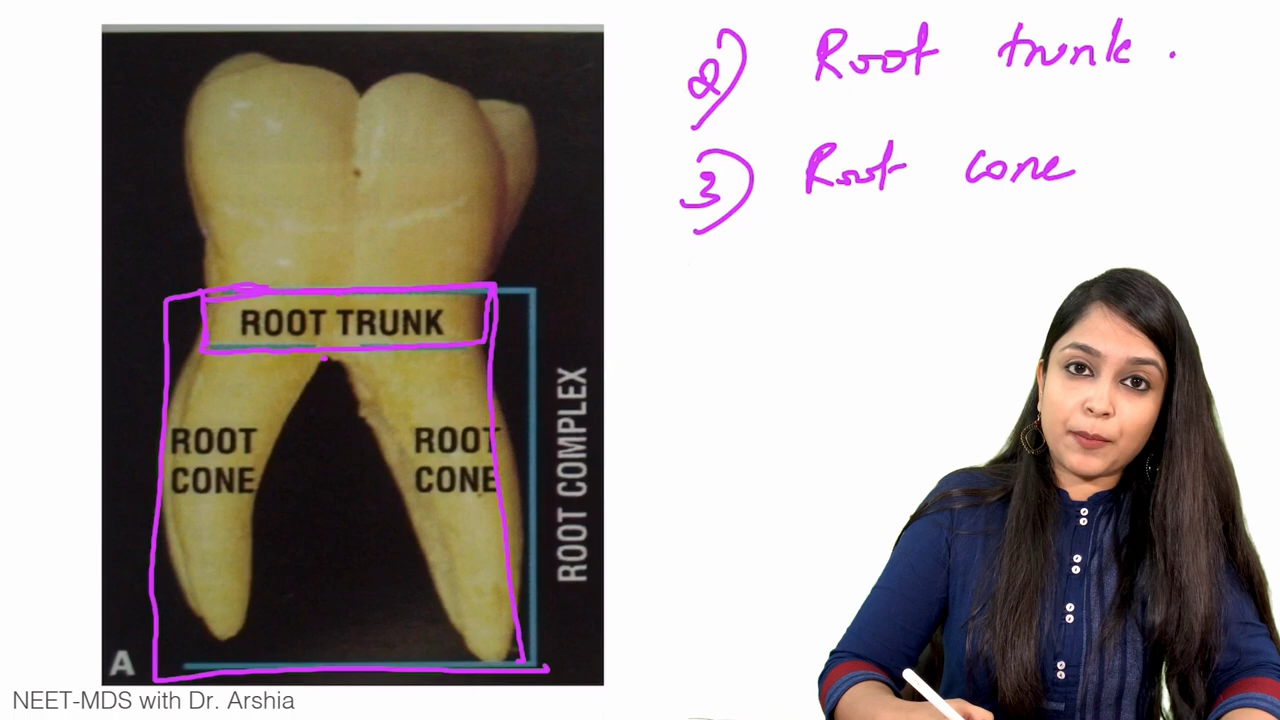 2) Root trunk.
3) Root cone
ROOT TRUNK
ROOT
CONE
ROOT
CONE
ROOT COMPLEX
A
NEET-MDS with Dr. Arshia